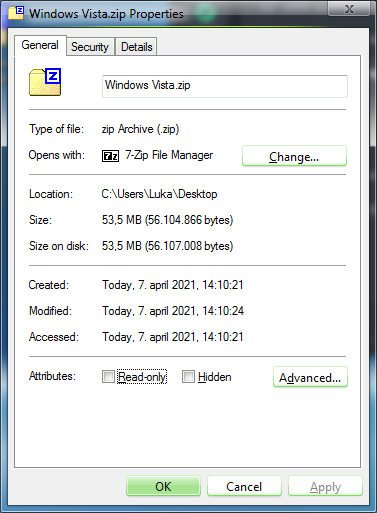 Windows Vista.zip Properties
General Security Details
Windows Vista.zip
Type of file: zip Archive (.zip)
Opens with: 7-Zip File Manager Change...
Location: C:\Users\Luka\Desktop
Size: 53,5 MB (56.104.866 bytes)
Size on disk: 53,5 MB (56.107.008 bytes)
Created: Today, 7. april 2021, 14:10:21
Modified: Today, 7. april 2021, 14:10:24
Accessed: Today, 7. april 2021, 14:10:21
Attributes: Read-only Hidden Advanced...
OK Cancel Apply